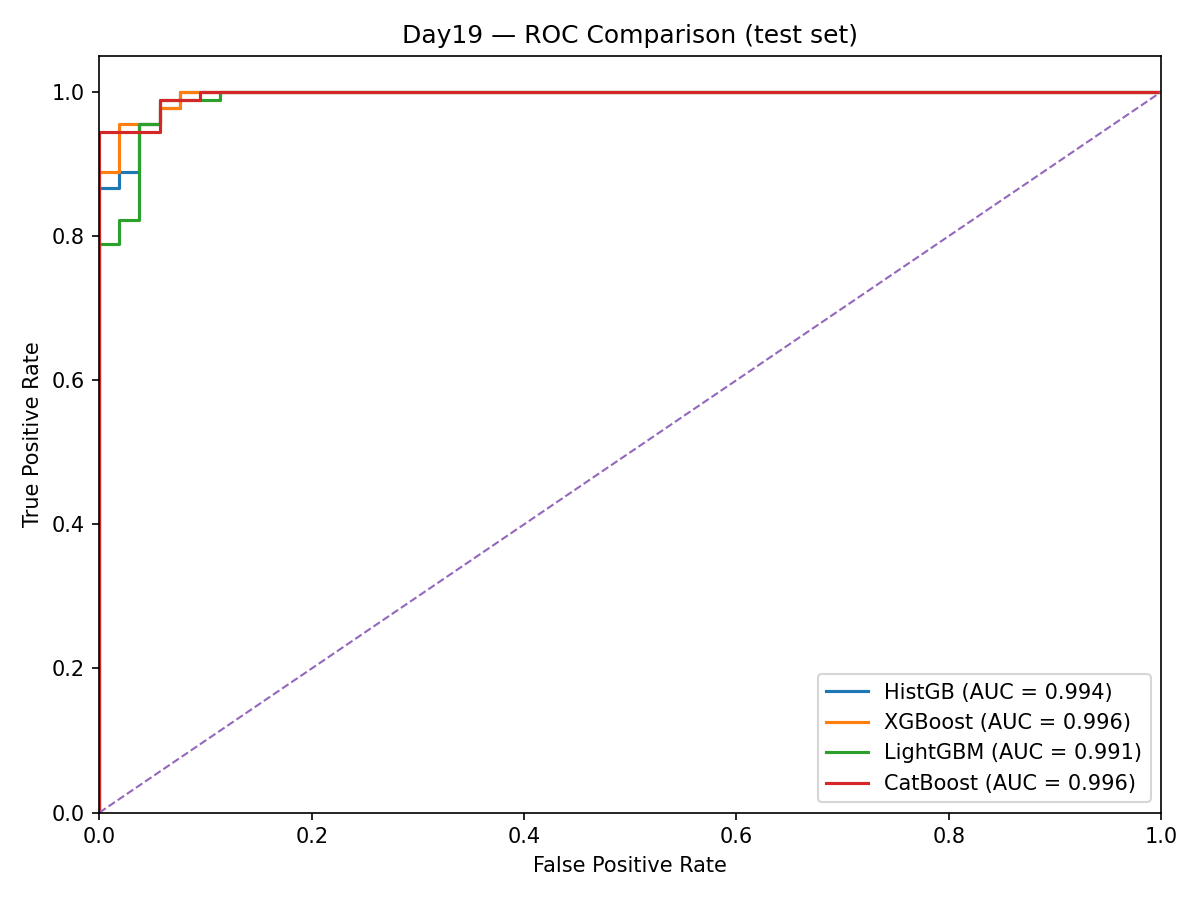 Day19 — ROC Comparison (test set)
1.0
0.8
0.6
0.4
0.2
0.0
True Positive Rate
0.0 0.2 0.4 0.6 0.8 1.0
False Positive Rate
HistGB (AUC = 0.994)
XGBoost (AUC = 0.996)
LightGBM (AUC = 0.991)
CatBoost (AUC = 0.996)